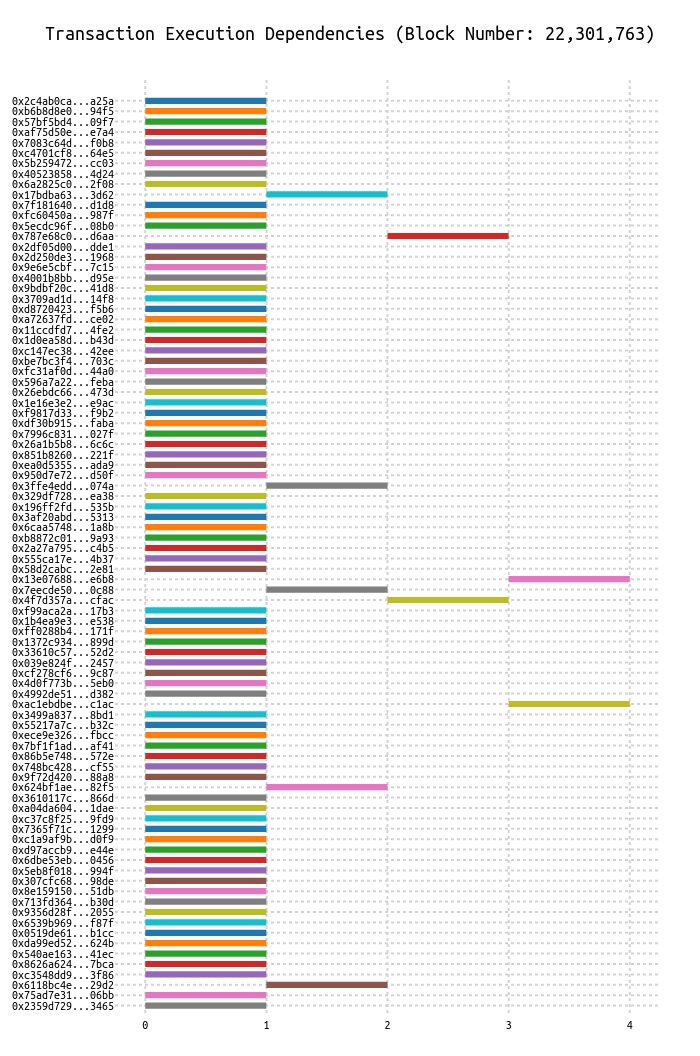 Transaction Execution Dependencies (Block Number: 22,301,763)
0x2c4ab0ca...a25a
0xb6b8d8e0...94f5
0x57bf5bd4...09f7
0xaf75d50e...e7a4
0x7083c64d...f0b8
0xc4701cf8...64e5
0x5b259472...cc03
0x40523858...4d24
0x6a2825c0...2f08
0x17bdba63...3d62
0x7f181640...d1d8
0xfc60450a...987f
0x5ecdc96f...08b0
0x787e68c0...d6aa
0x2df05d00...dde1
0x2d250de3...1968
0x9e6e5cbf...7c15
0x4001b8bb...d95e
0x9bdbf20c...41d8
0x3709ad1d...14f8
0xd8720423...f5b6
0xa72637fd...ce02
0x11ccdfd7...4fe2
0x1d0ea58d...b43d
0xc147ec38...42ee
0xbe7bc3f4...703c
0xfc31af0d...44a0
0x596a7a22...feba
0x26ebdc66...473d
0x1e16e3e2...e9ac
0xf9817d33...f9b2
0xdf30b915...faba
0x7996c831...027f
0x26a1b5b8...6c6c
0x851b8260...221f
0xea0d5355...ada9
0x950d7e72...d50f
0x3ffe4edd...074a
0x329df728...ea38
0x196ff2fd...535b
0x3af20abd...5313
0x6caa5748...1a8b
0xb8872c01...9a93
0x2a27a795...c4b5
0x555ca17e...4b37
0x58d2cabc...2e81
0x13e07688...e6b8
0x7eecde50...0c88
0x4f7d357a...cfac
0xf99aca2a...17b3
0x1b4ea9e3...e538
0xff0288b4...171f
0x1372c934...899d
0x33610c57...52d2
0x039e824f...2457
0xcf278cf6...9c87
0x4d0f773b...5eb0
0x4992de51...d382
0xac1ebdbe...c1ac
0x3499a837...8bd1
0x55217a7c...b32c
0xece9e326...fbcc
0x7bf1f1ad...af41
0x86b5e748...572e
0x748bc428...cf55
0x9f72d420...88a8
0x624bf1ae...82f5
0x3610117c...866d
0xa04da604...1dae
0xc37c8f25...9fd9
0x7365f71c...1299
0xc1a9af9b...d0f9
0xd97accb9...e44e
0x6dbe53eb...0456
0x5eb8f018...994f
0x307cfc68...98de
0x8e159150...51db
0x713fd364...b30d
0x9356d28f...2055
0x6539b969...f87f
0x0519de61...b1cc
0xda99ed52...624b
0x540ae163...41ec
0x8626a624...7bca
0xc3548dd9...3f86
0x6118bc4e...29d2
0x75ad7e31...06bb
0x2359d729...3465
0 1 2 3 4